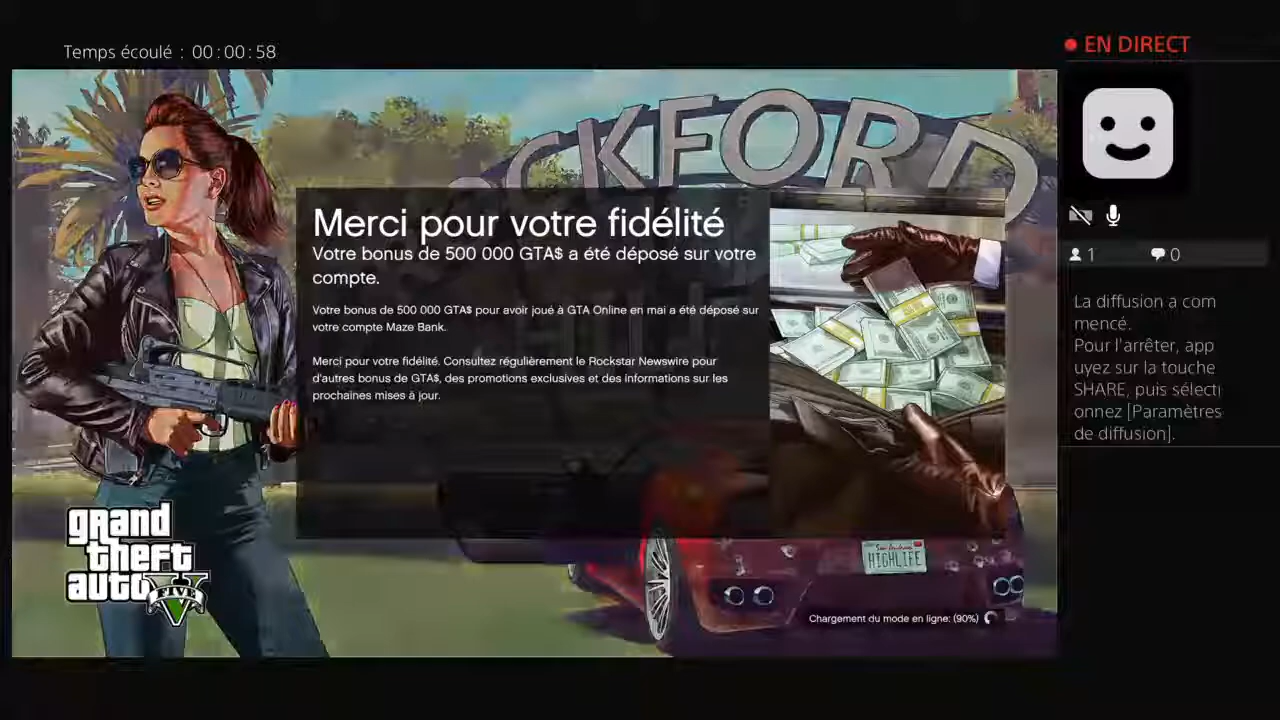 Temps écoulé : 00:00:58
EN DIRECT
CKFORD
Merci pour votre fidélité
Votre bonus de 500 000 GTA$ a été déposé sur votre
compte.
Votre bonus de 500 000 GTA$ pour avoir joué à GTA Online en mai a été déposé sur
votre compte Maze Bank.
Merci pour votre fidélité. Consultez régulièrement le Rockstar Newswire pour
d'autres bonus de GTA$, des promotions exclusives et des informations sur les
prochaines mises à jour.
1
0
La diffusion a com
mencé.
Pour l'arrêter, app
uyez sur la touche
SHARE, puis sélecti
onnez [Paramètres
de diffusion].
grand
theft
auto
V
FIVE
San Andreas
HIGHLIFE
Chargement du mode en ligne: (90%)